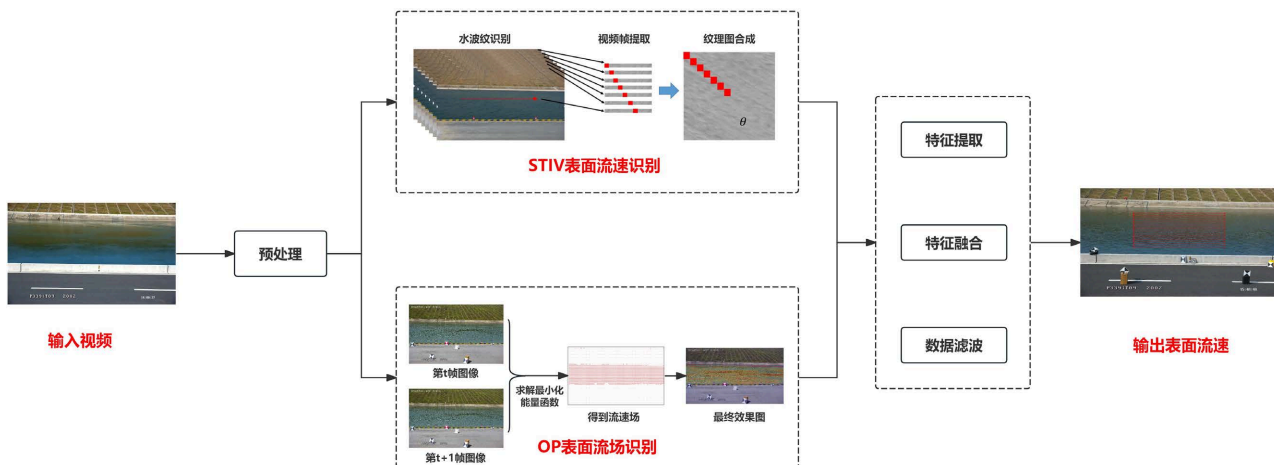 水波纹识别
视频帧提取
纹理图合成
θ
STIV表面流速识别
输入视频
预处理
第t帧图像
第t+1帧图像
求解最小化
能量函数
得到流速场
最终效果图
OP表面流场识别
特征提取
特征融合
数据滤波
输出表面流速